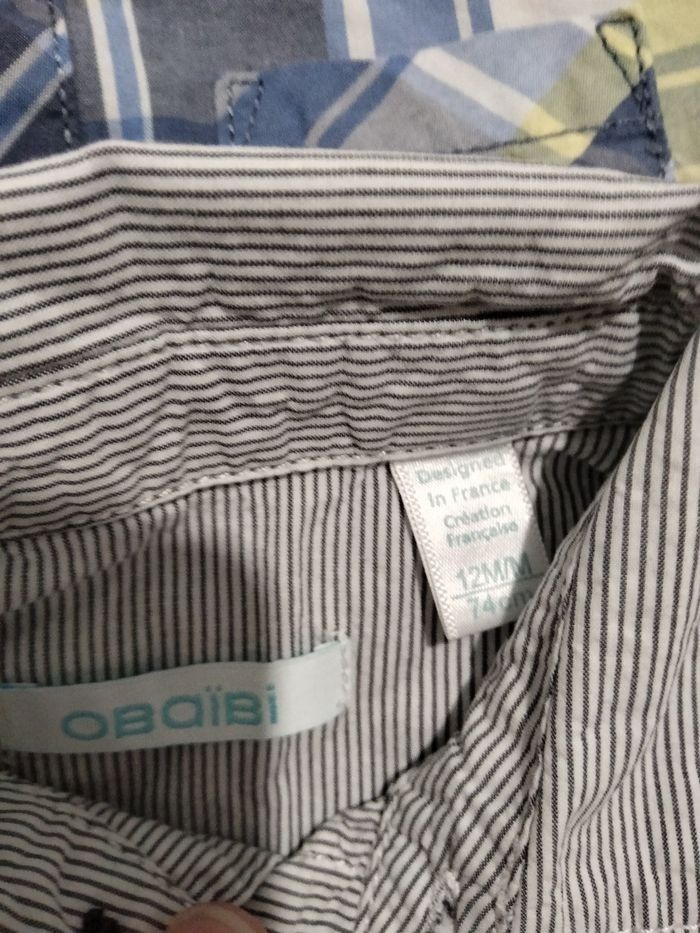 Designed
In France
Création
Française
12M/M
74cm
OBaïBi